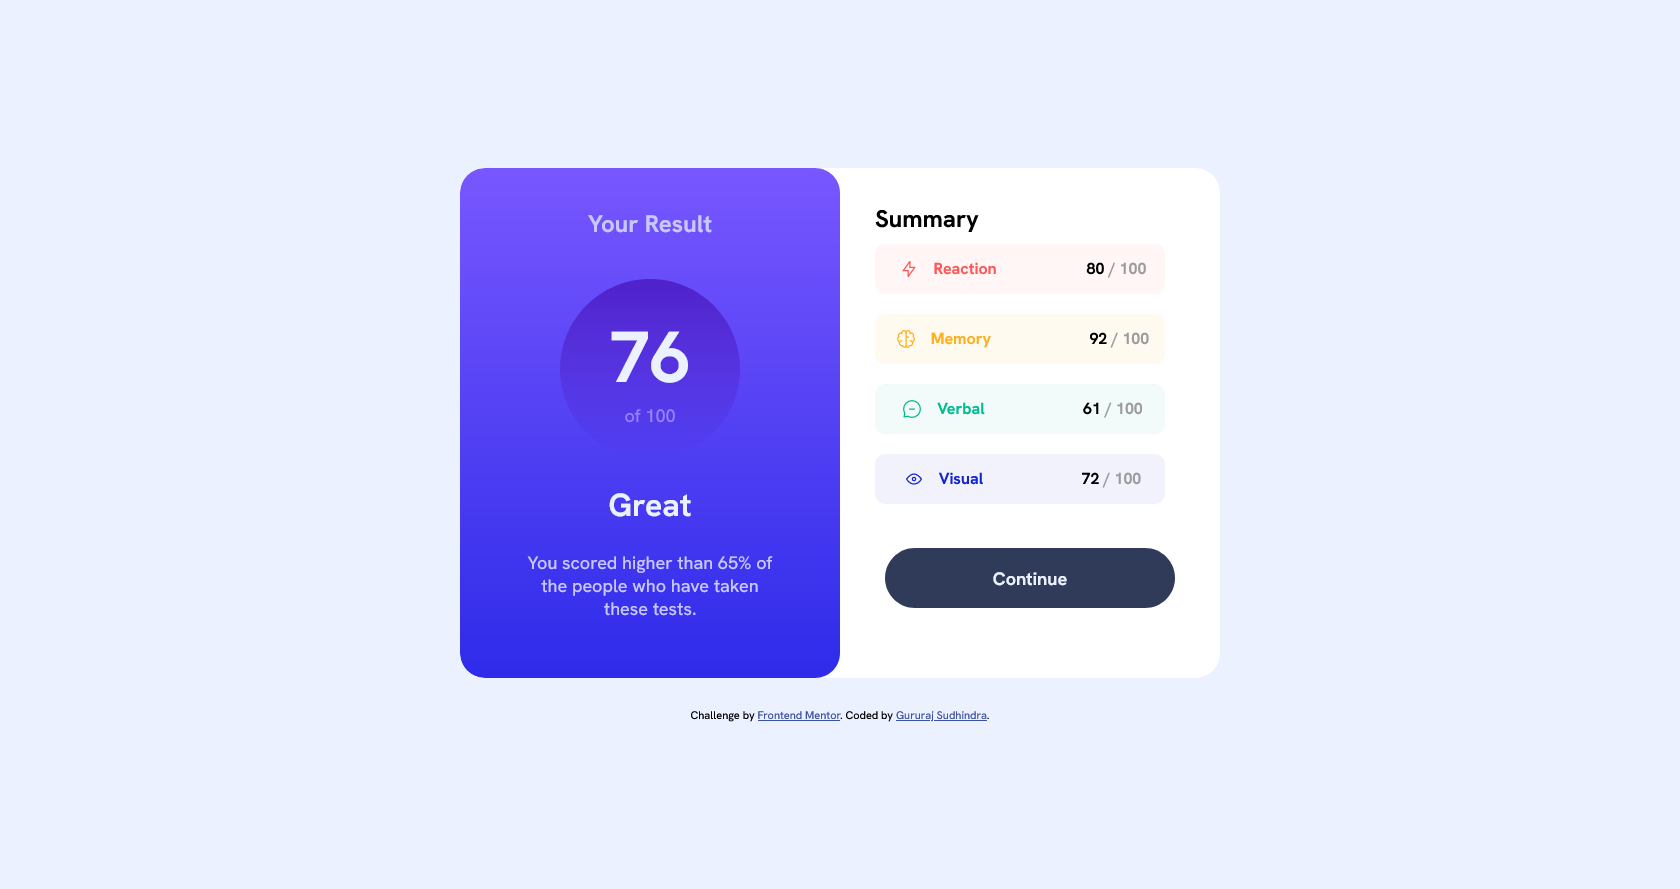 Your Result
76
of 100
Great
You scored higher than 65% of
the people who have taken
these tests.
Summary
Reaction 80 / 100
Memory 92 / 100
Verbal 61 / 100
Visual 72 / 100
Continue
Challenge by Frontend Mentor. Coded by Gururaj Sudhindra.